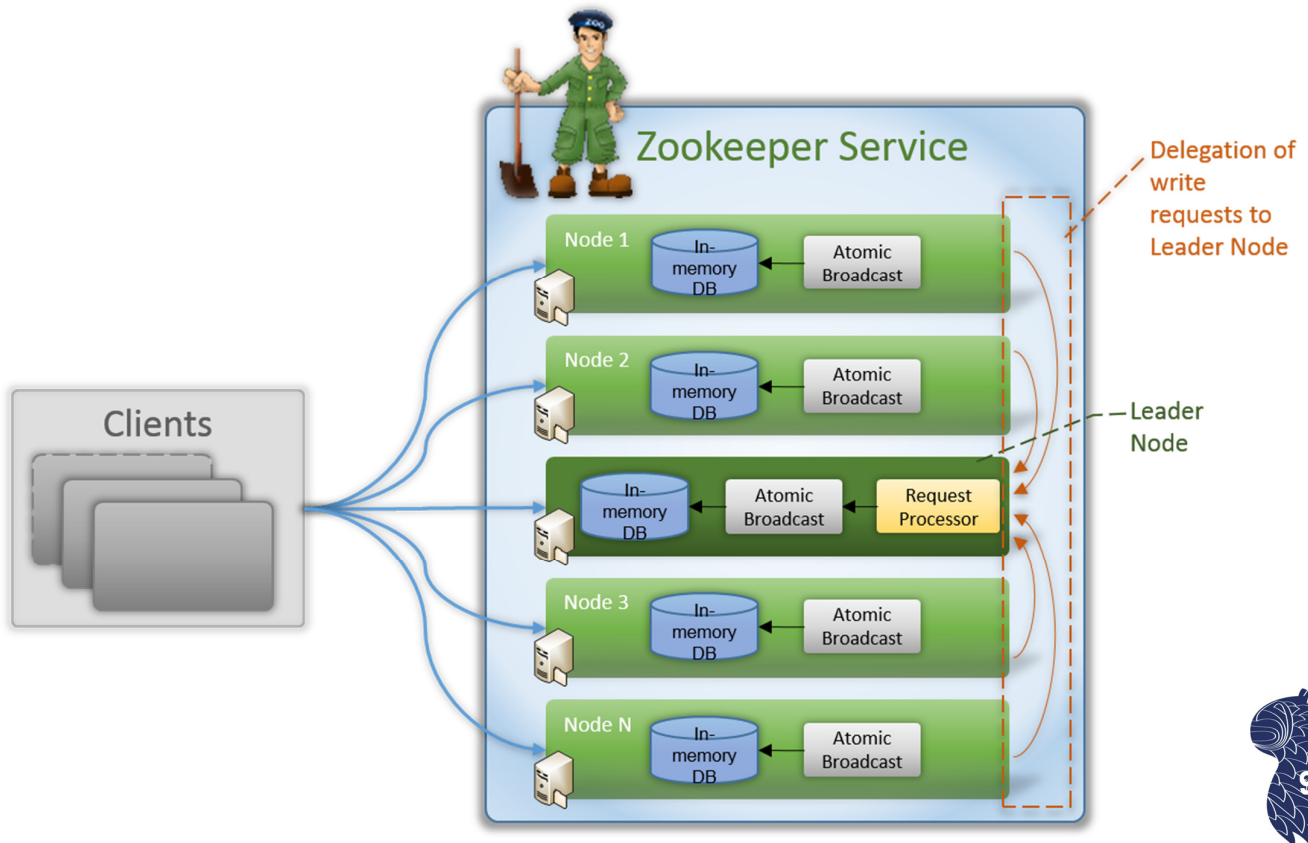 ZOO
Zookeeper Service
Delegation of
write
requests to
Leader Node
Node 1
In-
memory
DB
Atomic
Broadcast
Node 2
In-
memory
DB
Atomic
Broadcast
Leader
Node
Clients
In-
memory
DB
Atomic
Broadcast
Request
Processor
Node 3
In-
memory
DB
Atomic
Broadcast
Node N
In-
memory
DB
Atomic
Broadcast